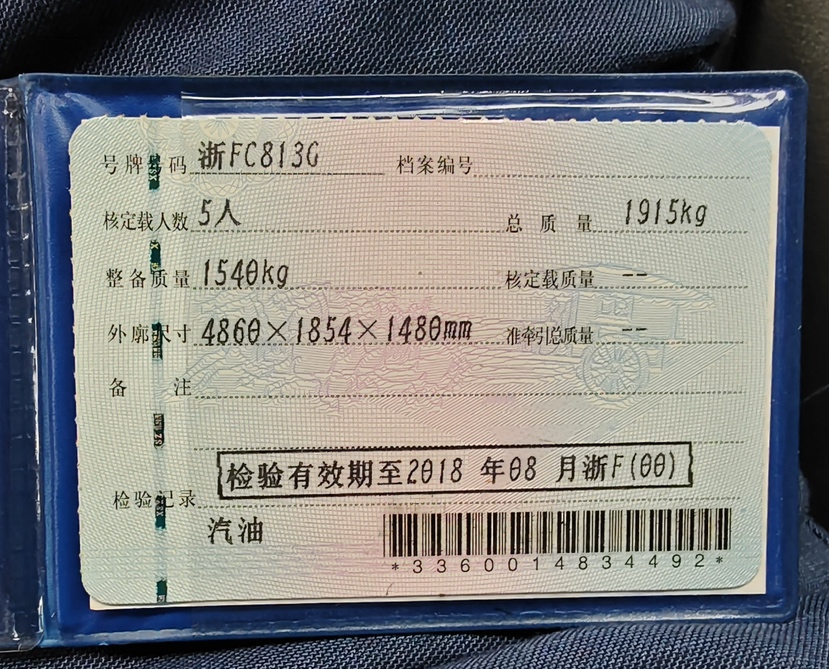 号牌号码 浙FC813G 档案编号
核定载人数 5人 总质量 1915kg
整备质量 1540kg 核定载质量 --
外廓尺寸 4860×1854×1480mm 准牵引总质量 --
备注
检验有效期至2018年08月浙F(00)
检验记录
汽油
*3360014834492*